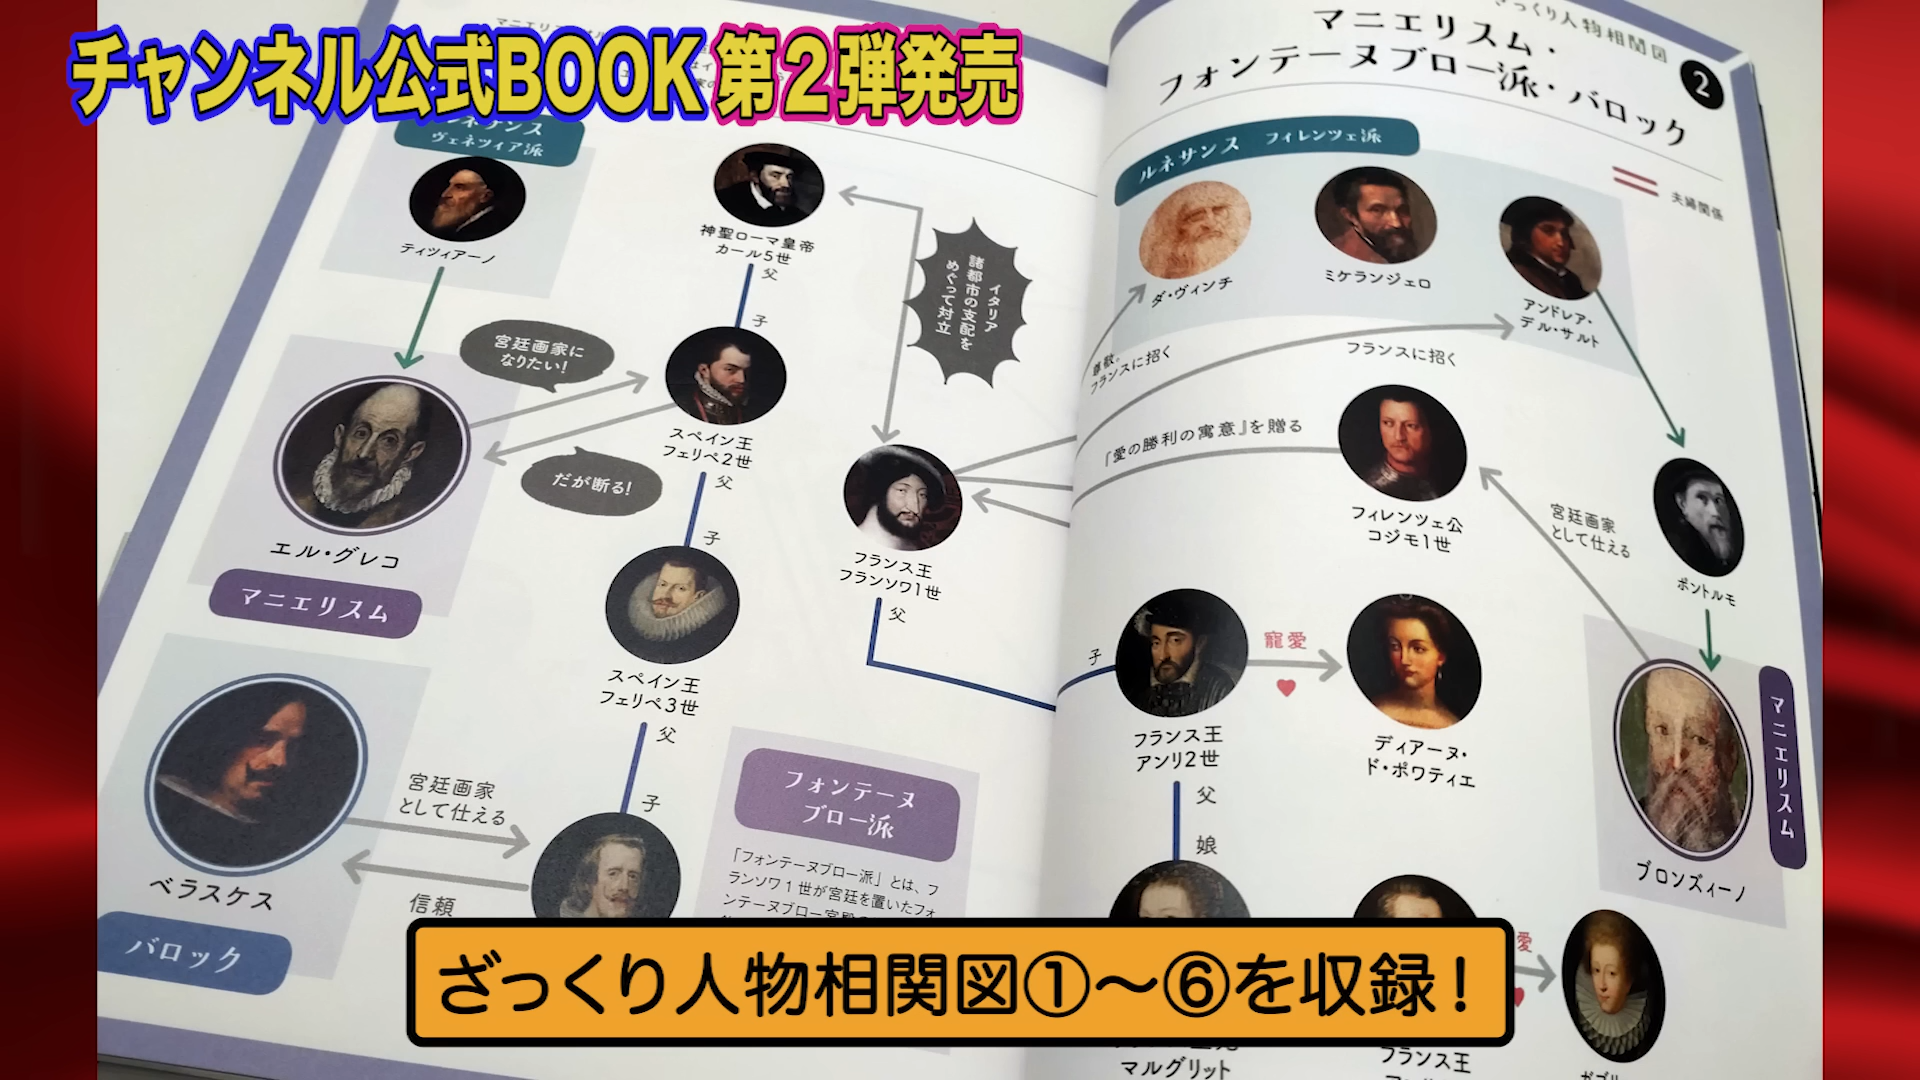 チャンネル公式BOOK第2弾発売
ヴェネツィア派
ティツィアーノ
神聖ローマ皇帝
カール5世
父
子
イタリア
諸都市の支配を
めぐって対立
宮廷画家に
なりたい!
スペイン王
フェリペ2世
だが断る!
エル・グレコ
マニエリスム
父
子
フランス王
フランソワ1世
父
スペイン王
フェリペ3世
父
子
宮廷画家
として仕える
信頼
ベラスケス
バロック
フォンテーヌ
ブロー派
「フォンテーヌブロー派」とは、フ
ランソワ1世が宮廷を置いたフォ
ざっくり人物相関図
2
マニエリスム・
フォンテーヌブロー派・バロック
ルネサンス フィレンツェ派
夫婦関係
ダ・ヴィンチ
ミケランジェロ
アンドレア・
デル・サルト
フランスに招く
フランスに招く
『愛の勝利の寓意』を贈る
フィレンツェ公
コジモ1世
宮廷画家
として仕える
ポントルモ
子
寵愛
フランス王
アンリ2世
ディアーヌ・
ド・ポワティエ
父
娘
マニエリスム
ブロンズィーノ
愛
マルグリット
フランス王
ざっくり人物相関図①〜⑥を収録!